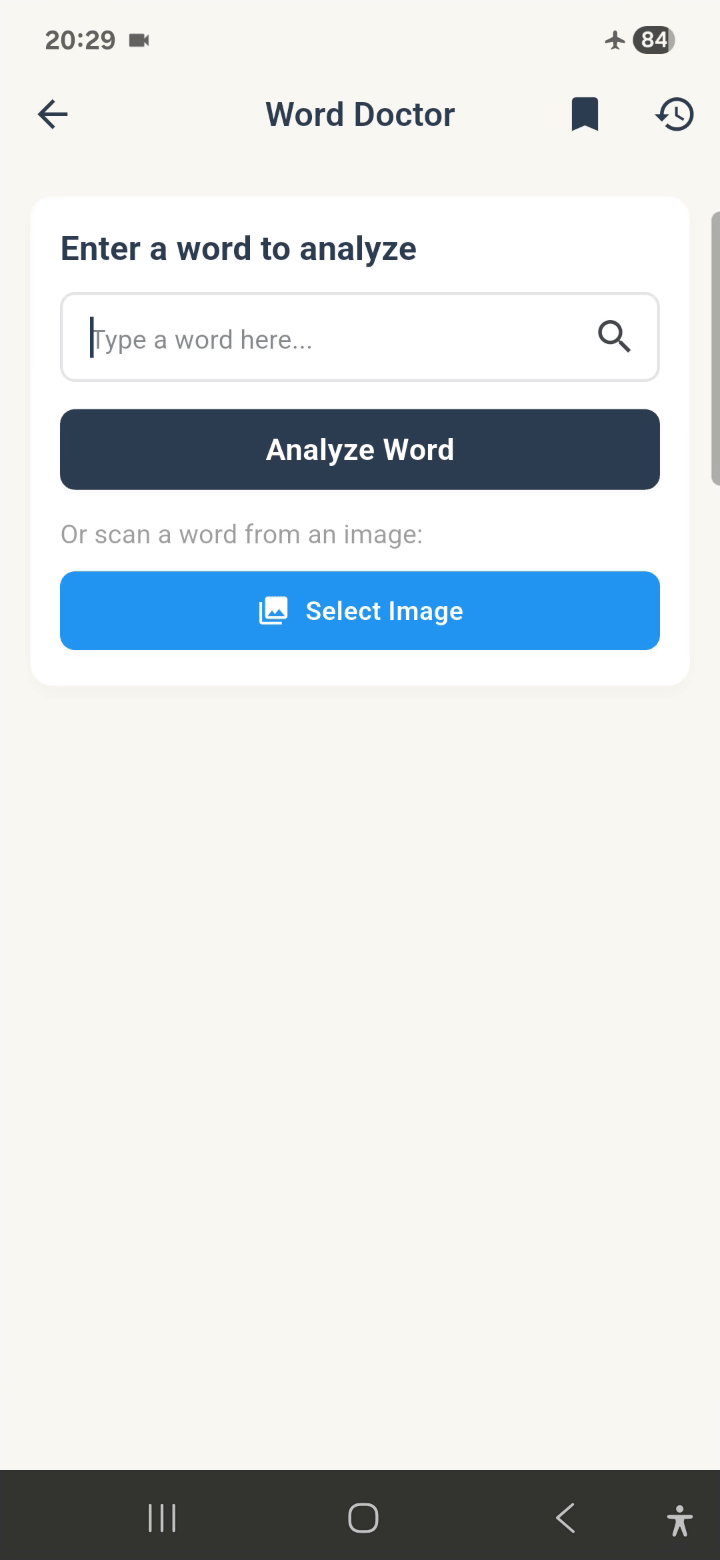 20:29
84
Word Doctor
Enter a word to analyze
Type a word here...
Analyze Word
Or scan a word from an image:
Select Image